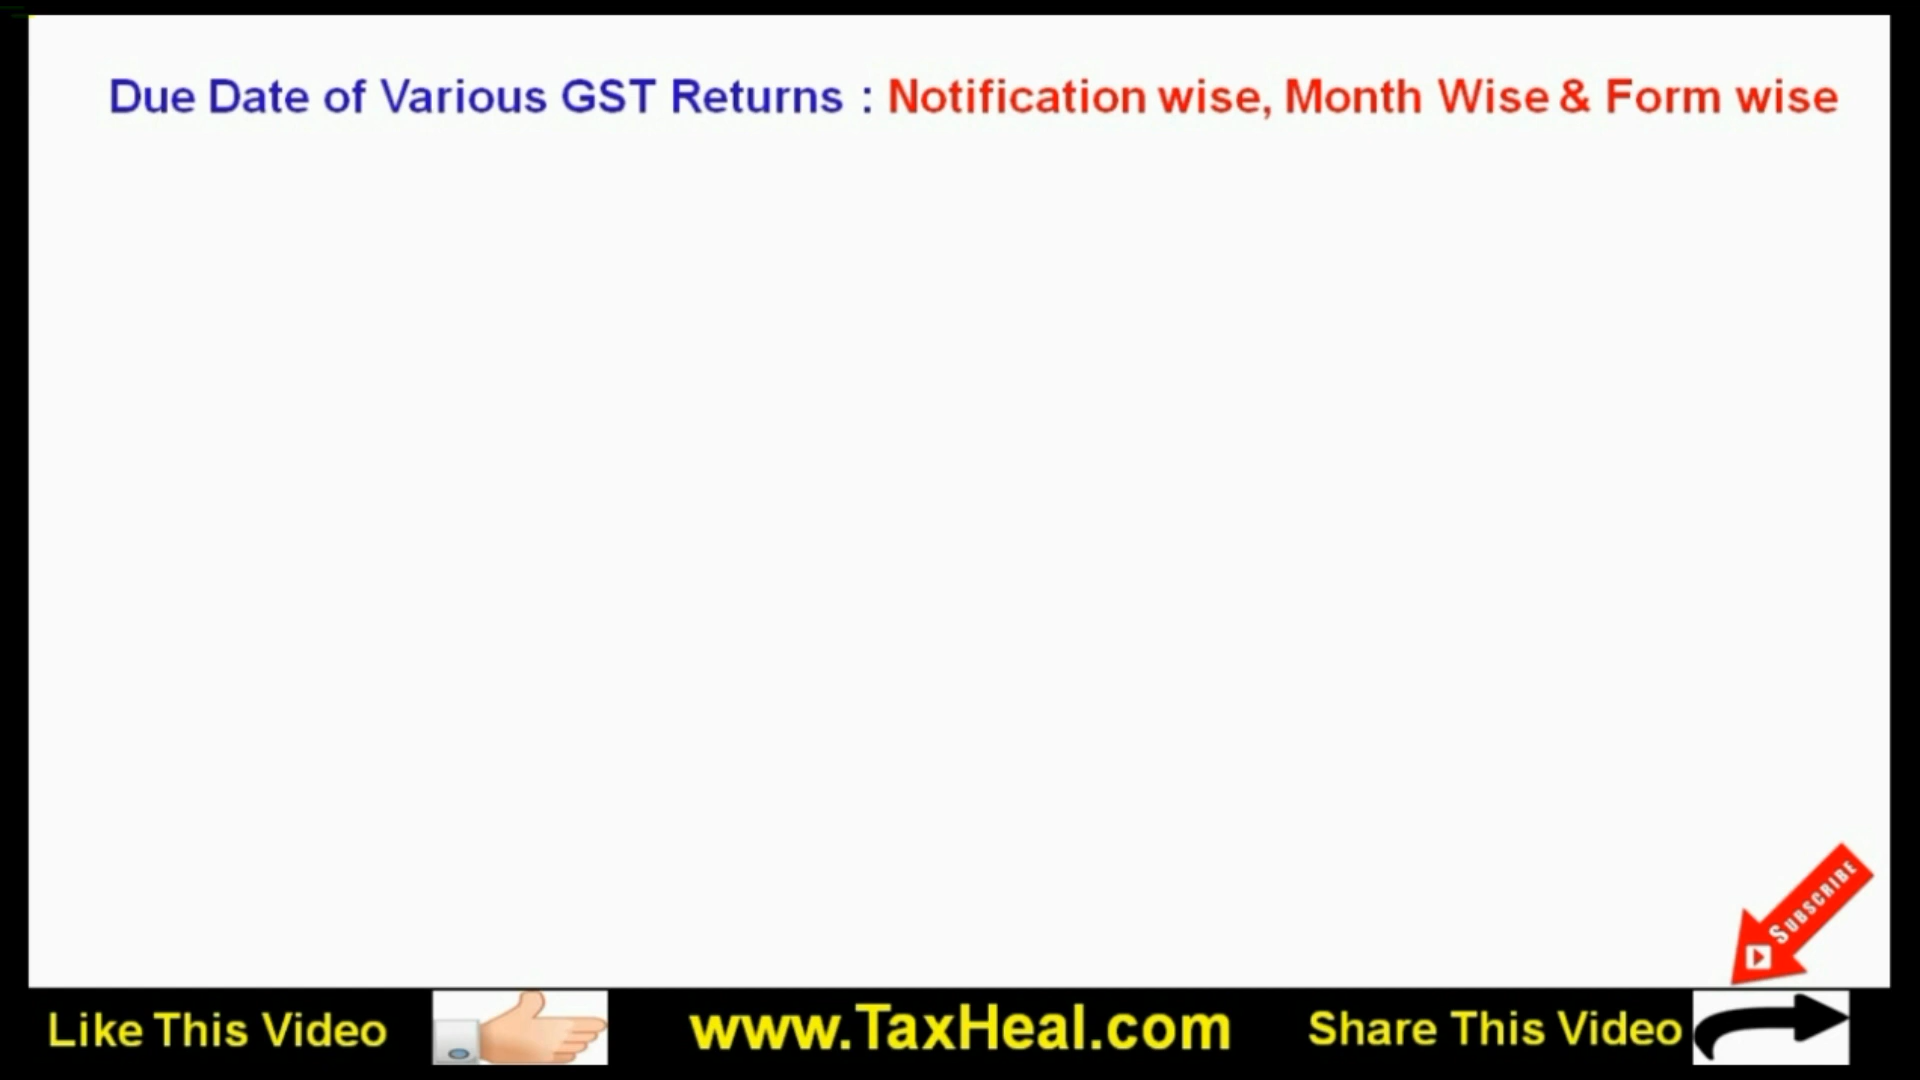 Due Date of Various GST Returns : Notification wise, Month Wise & Form wise
SUBSCRIBE
Like This Video
www.TaxHeal.com
Share This Video